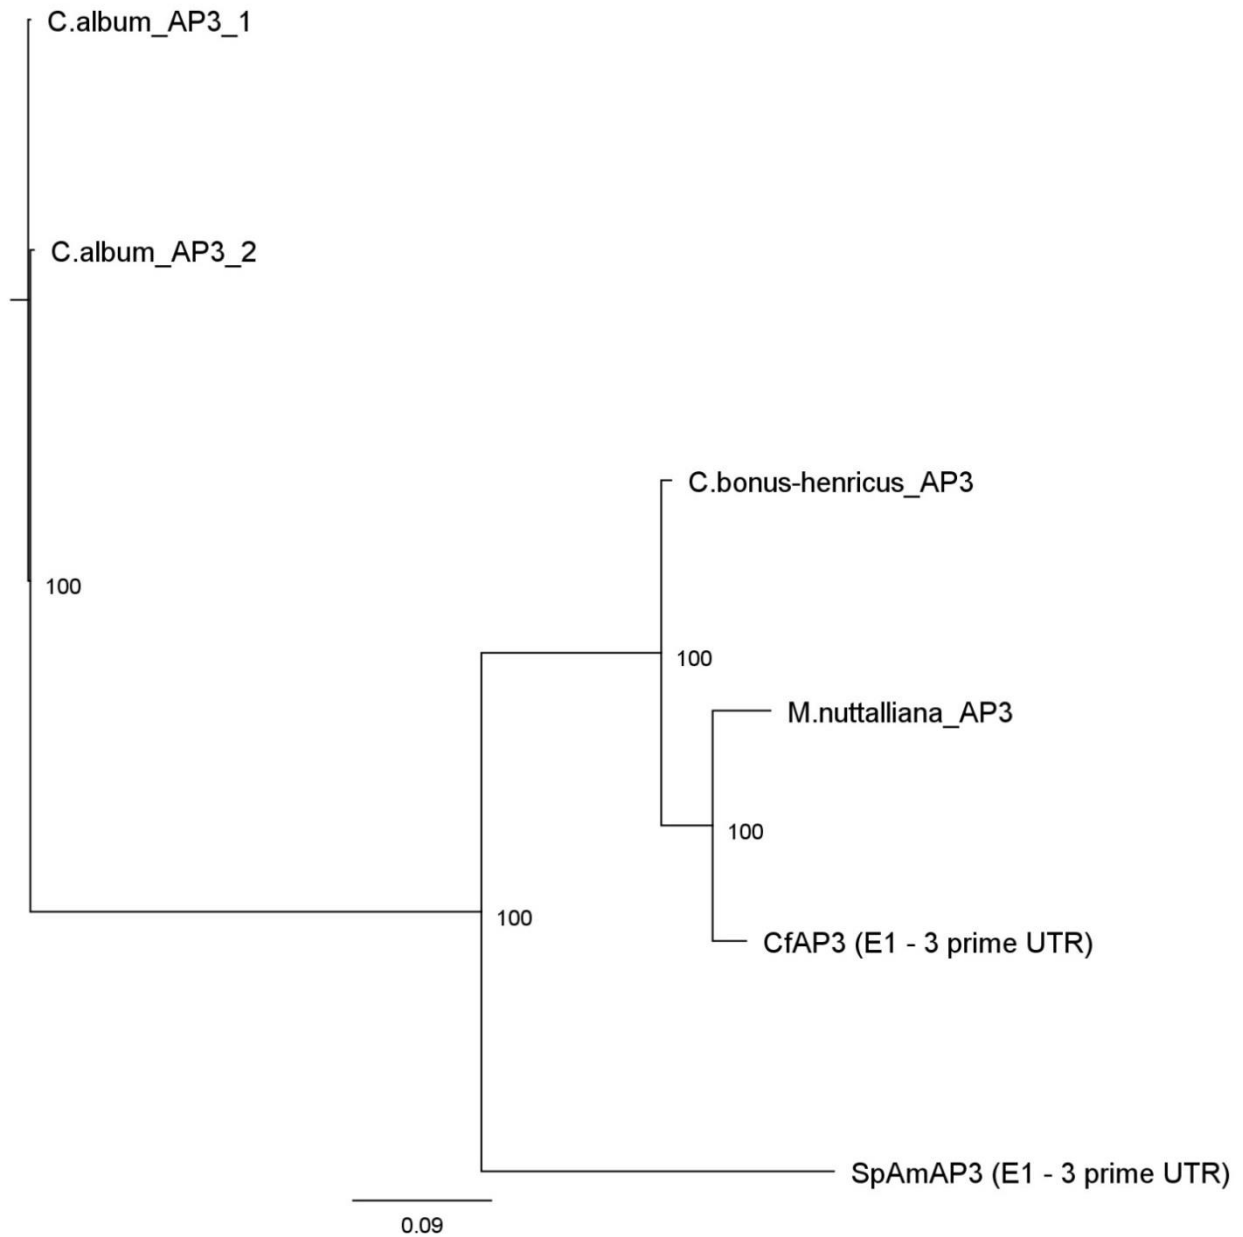 C.album_AP3_1
C.album_AP3_2
C.bonus-henricus_AP3
100
100
M.nuttalliana_AP3
100
100
CfAP3 (E1 - 3 prime UTR)
SpAmAP3 (E1 - 3 prime UTR)
0.09